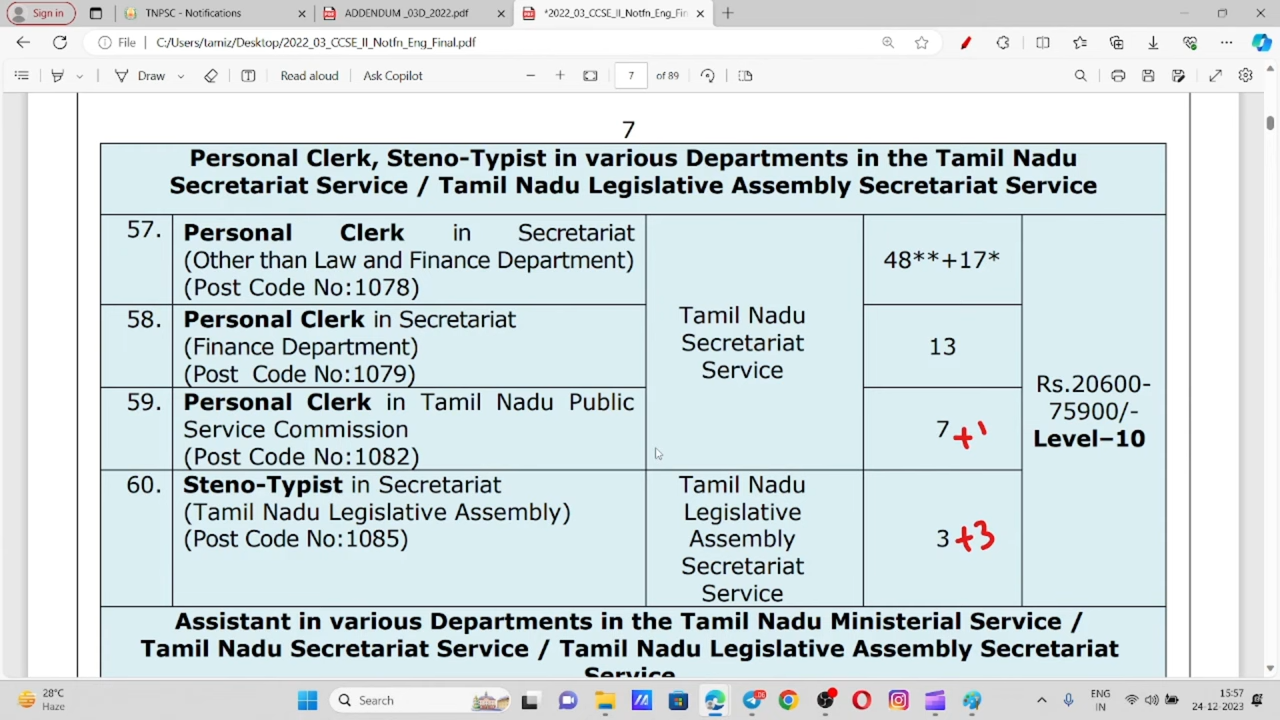 Sign in
TNPSC - Notifications
ADDENDUM _03D_2022.pdf
*2022_03_CCSE_II_Notfn_Eng_Fin
File
C:/Users/tamiz/Desktop/2022_03_CCSE_II_Notfn_Eng_Final.pdf
Draw
Read aloud
Ask Copilot
7
of 89
7
Personal Clerk, Steno-Typist in various Departments in the Tamil Nadu
Secretariat Service / Tamil Nadu Legislative Assembly Secretariat Service
57.
Personal Clerk in Secretariat
(Other than Law and Finance Department)
(Post Code No:1078)
48**+17*
58.
Personal Clerk in Secretariat
(Finance Department)
(Post Code No:1079)
Tamil Nadu
Secretariat
Service
13
59.
Personal Clerk in Tamil Nadu Public
Service Commission
(Post Code No:1082)
7 +1
Rs.20600-
75900/-
Level–10
60.
Steno-Typist in Secretariat
(Tamil Nadu Legislative Assembly)
(Post Code No:1085)
Tamil Nadu
Legislative
Assembly
Secretariat
Service
3 +3
Assistant in various Departments in the Tamil Nadu Ministerial Service /
Tamil Nadu Secretariat Service / Tamil Nadu Legislative Assembly Secretariat
Service
28°C
Haze
Search
ENG
IN
15:57
24-12-2023